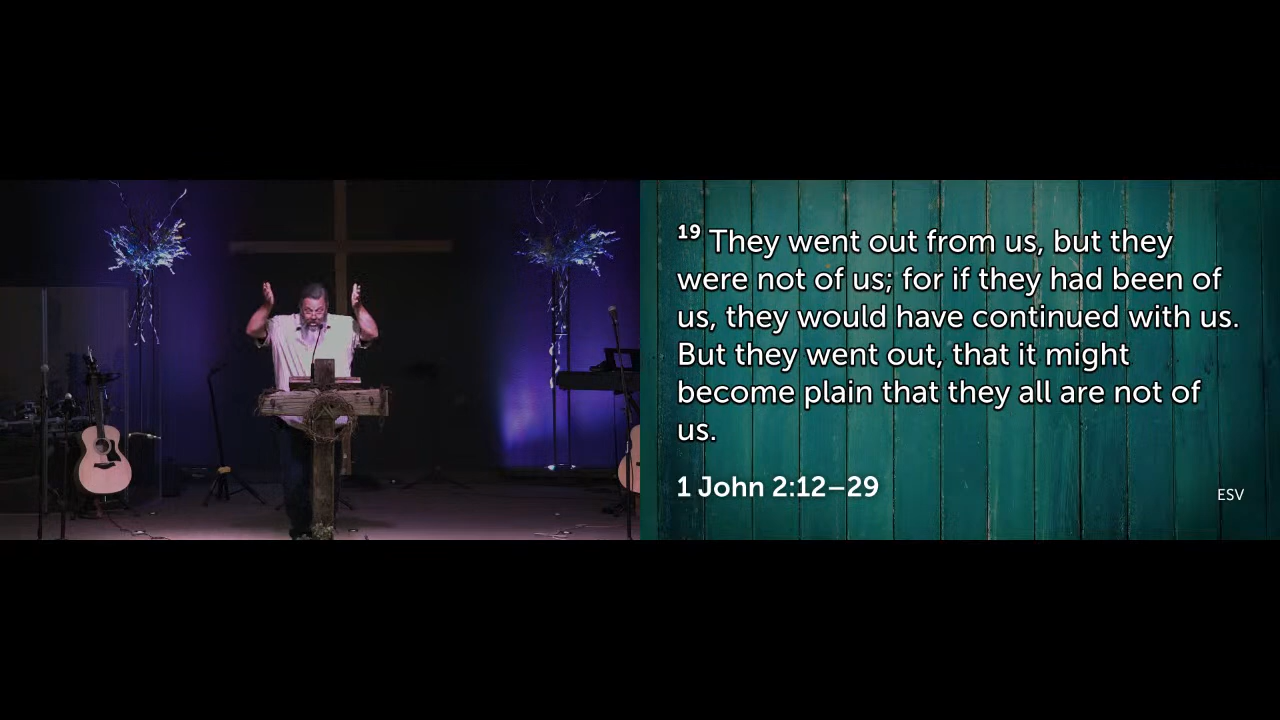 19 They went out from us, but they
were not of us; for if they had been of
us, they would have continued with us.
But they went out, that it might
become plain that they all are not of
us.
1 John 2:12–29
ESV